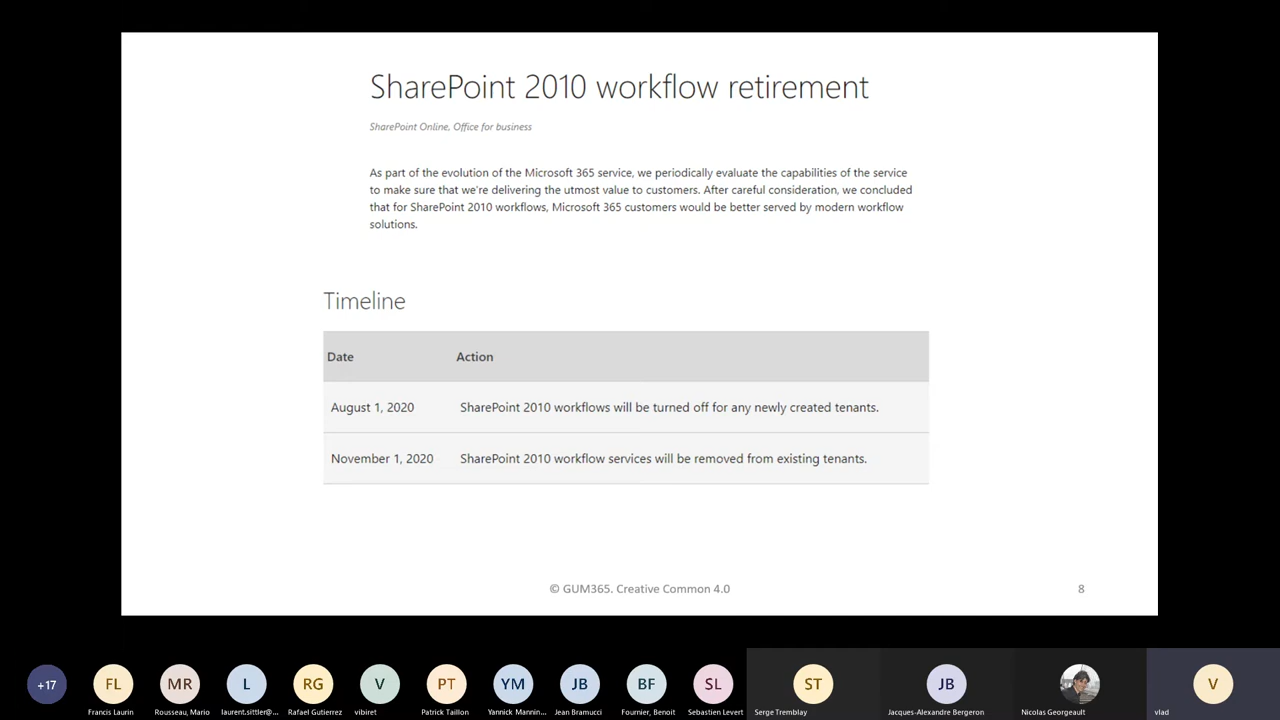 SharePoint 2010 workflow retirement
SharePoint Online, Office for business
As part of the evolution of the Microsoft 365 service, we periodically evaluate the capabilities of the service
to make sure that we're delivering the utmost value to customers. After careful consideration, we concluded
that for SharePoint 2010 workflows, Microsoft 365 customers would be better served by modern workflow
solutions.
Timeline
Date Action
August 1, 2020 SharePoint 2010 workflows will be turned off for any newly created tenants.
November 1, 2020 SharePoint 2010 workflow services will be removed from existing tenants.
© GUM365. Creative Common 4.0 8
+17 FL MR L RG V PT YM JB BF SL ST JB V
Francis Laurin Rousseau, Mario laurent.sittler@... Rafael Gutierrez vibiret Patrick Taillon Yannick Mannin... Jean Bramucci Fournier, Benoit Sebastien Levert Serge Tremblay Jacques-Alexandre Bergeron Nicolas Georgeault vlad